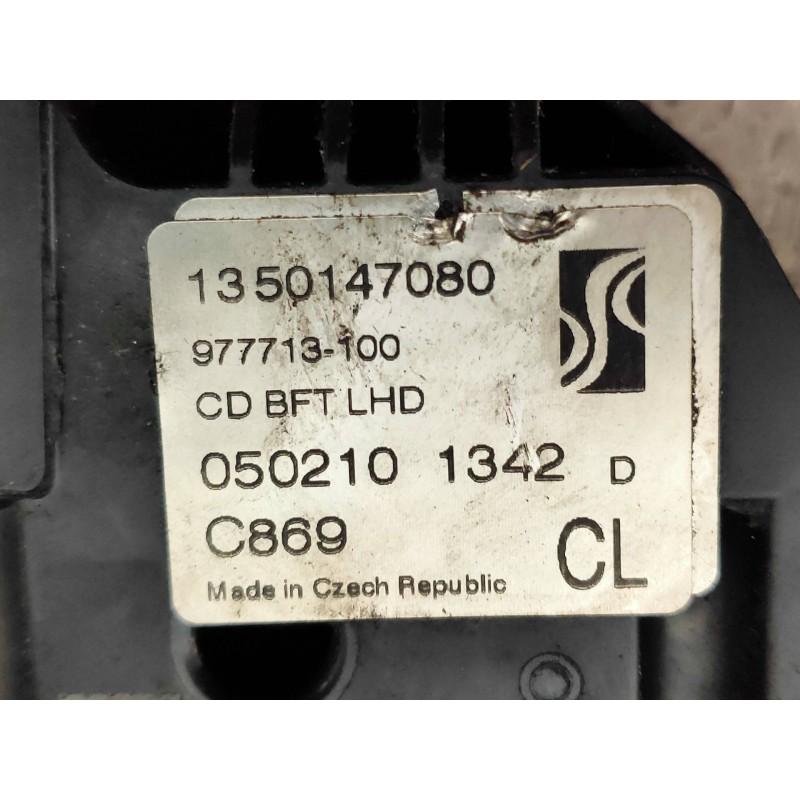 1350147080
977713-100
CD BFT LHD
050210 1342 D
C869 CL
Made in Czech Republic